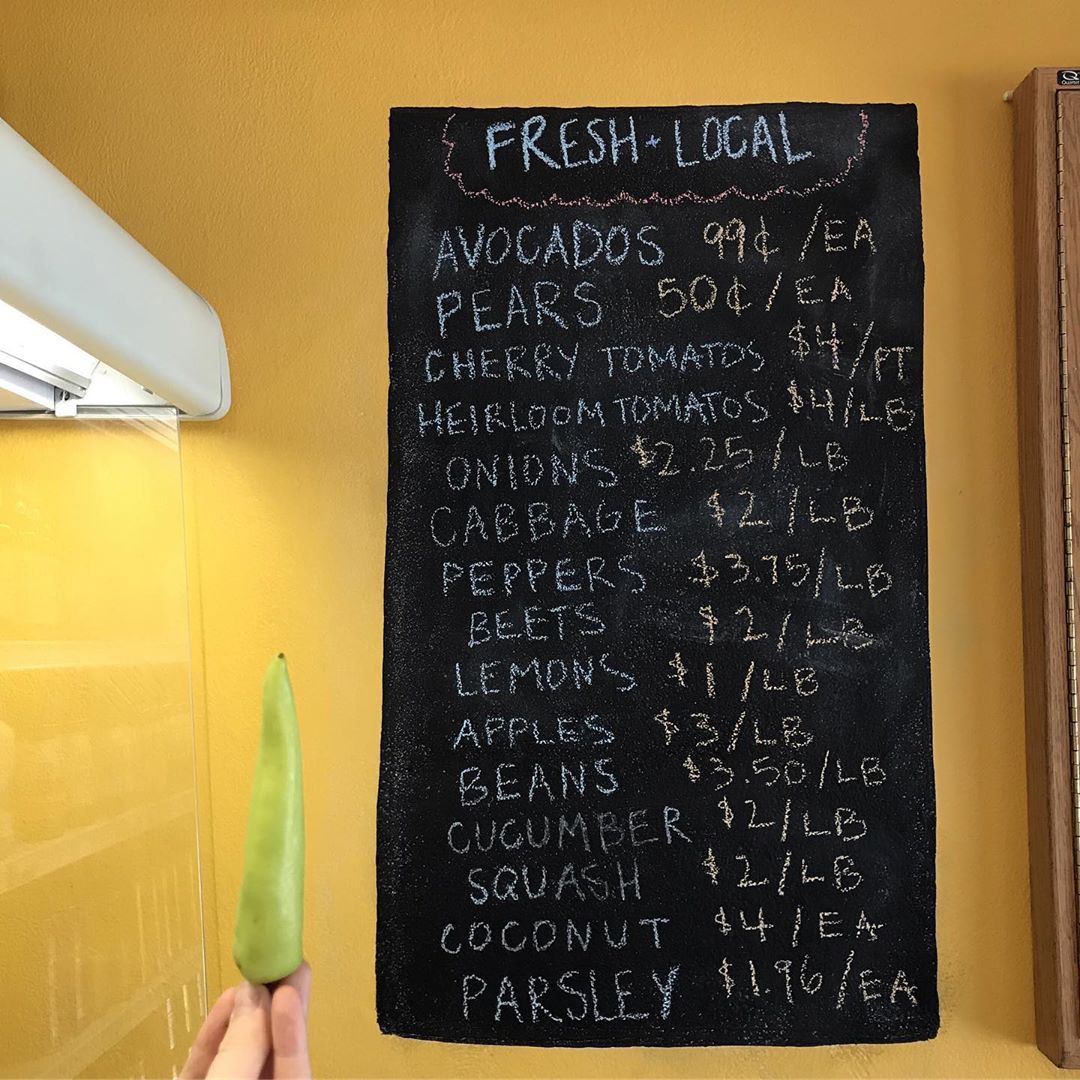 FRESH + LOCAL
AVOCADOS 99¢ /EA
PEARS 50¢/EA
CHERRY TOMATOS $4/PT
HEIRLOOM TOMATOS $4/LB
ONIONS $2.25 / LB
CABBAGE $2/LB
PEPPERS $3.75/LB
BEETS $2/LB
LEMONS $1/LB
APPLES $3/LB
BEANS $3.50/LB
CUCUMBER $2/LB
SQUASH $2/LB
COCONUT $4/EA
PARSLEY $1.96/EA